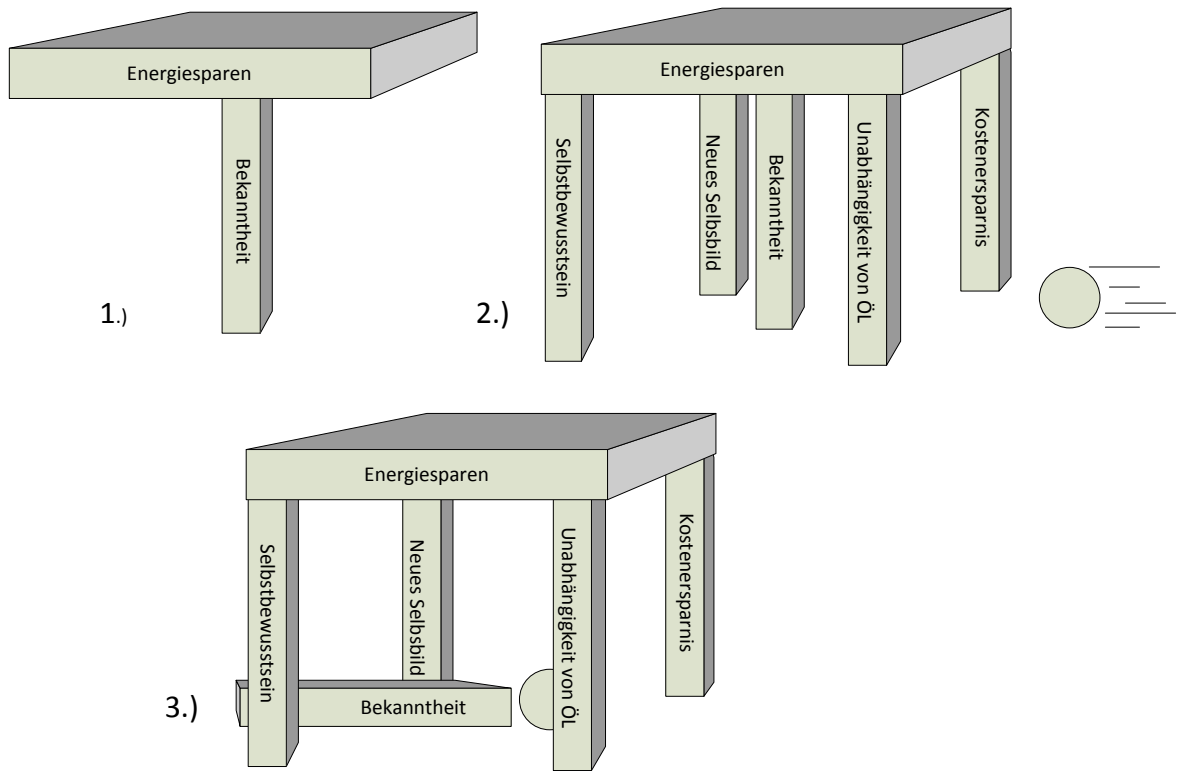 Energiesparen
Bekanntheit
1.)
Energiesparen
Selbstbewusstsein
Neues Selbsbild
Bekanntheit
Unabhängigkeit von ÖL
Kostenersparnis
2.)
Energiesparen
Selbstbewusstsein
Neues Selbsbild
Unabhängigkeit von ÖL
Kostenersparnis
Bekanntheit
3.)